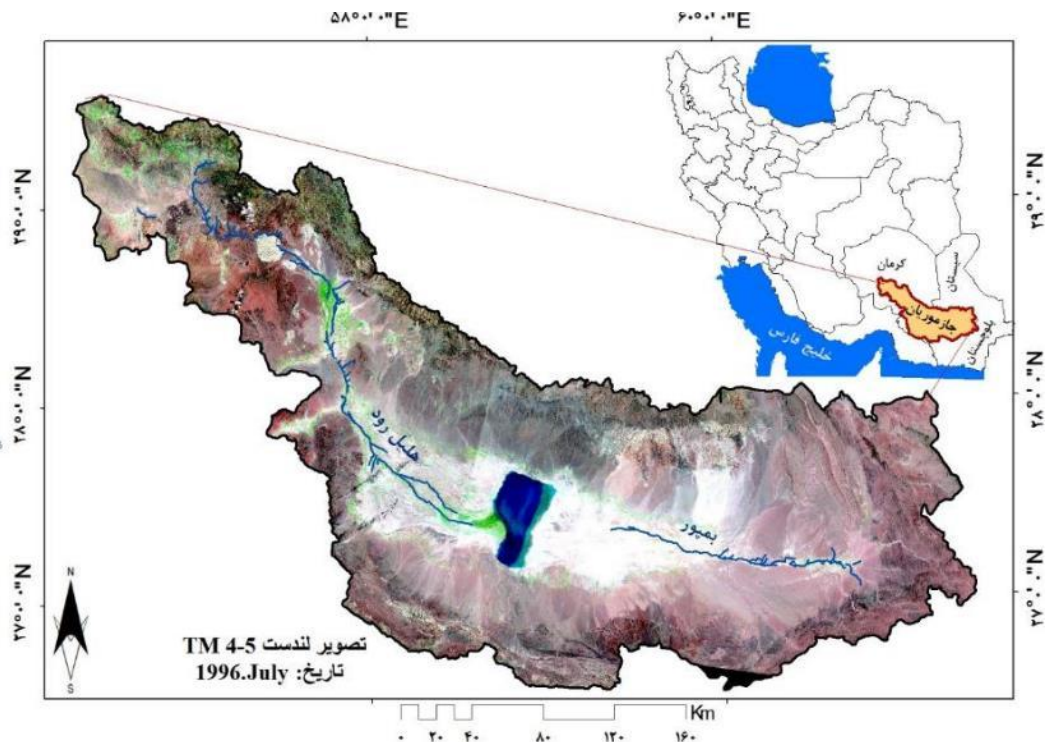 ۵۸°۰'۰"E
۶۰°۰'۰"E
۲۹°۰'۰"N
۲۹°۰'۰"N
۲۸°۰'۰"N
۲۸°۰'۰"N
۲۷°۰'۰"N
۲۷°۰'۰"N
کرمان
سیستان
جازموریان
بلوچستان
خلیج فارس
هلیل رود
بمپور
N
S
تصویر لندست TM 4-5
تاریخ: 1996.July
Km
۰ ۲۰ ۴۰ ۸۰ ۱۲۰ ۱۶۰